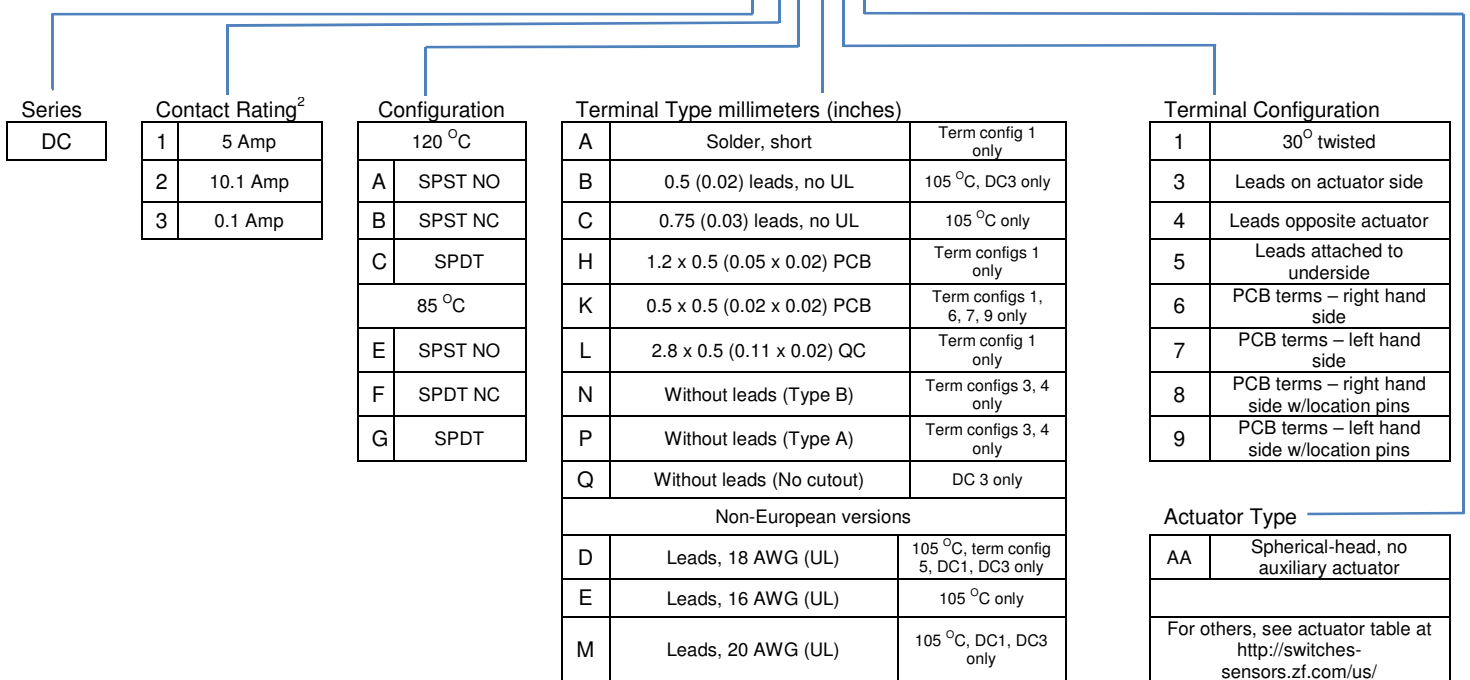 Series
DC
Contact Rating2
1 5 Amp
2 10.1 Amp
3 0.1 Amp
Configuration
120 OC
A SPST NO
B SPST NC
C SPDT
85 OC
E SPST NO
F SPDT NC
G SPDT
Terminal Type millimeters (inches)
A Solder, short Term config 1
only
B 0.5 (0.02) leads, no UL 105 OC, DC3 only
C 0.75 (0.03) leads, no UL 105 OC only
H 1.2 x 0.5 (0.05 x 0.02) PCB Term configs 1
only
K 0.5 x 0.5 (0.02 x 0.02) PCB Term configs 1,
6, 7, 9 only
L 2.8 x 0.5 (0.11 x 0.02) QC Term config 1
only
N Without leads (Type B) Term configs 3, 4
only
P Without leads (Type A) Term configs 3, 4
only
Q Without leads (No cutout) DC 3 only
Non-European versions
D Leads, 18 AWG (UL) 105 OC, term config
5, DC1, DC3 only
E Leads, 16 AWG (UL) 105 OC only
M Leads, 20 AWG (UL) 105 OC, DC1, DC3
only
Terminal Configuration
1 30O twisted
3 Leads on actuator side
4 Leads opposite actuator
5 Leads attached to
underside
6 PCB terms – right hand
side
7 PCB terms – left hand
side
8 PCB terms – right hand
side w/location pins
9 PCB terms – left hand
side w/location pins
Actuator Type
AA Spherical-head, no
auxiliary actuator
For others, see actuator table at
http://switches-
sensors.zf.com/us/